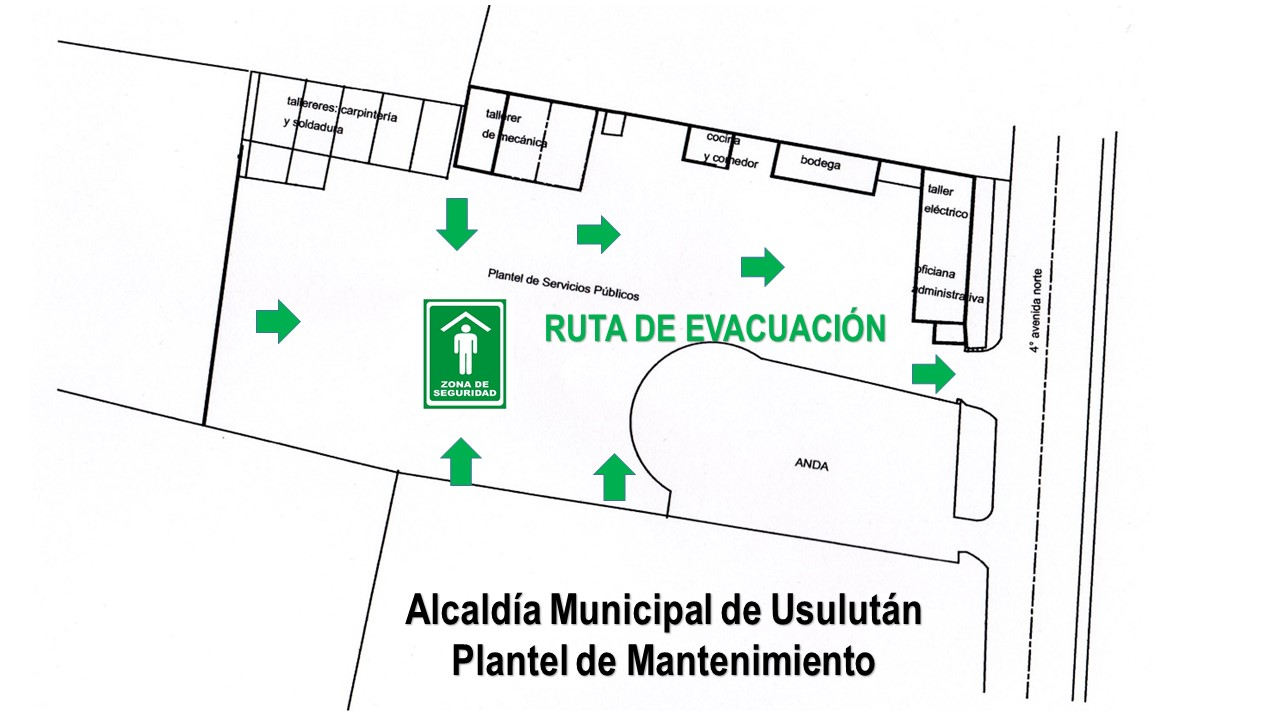 tallereres: carpintería
y soldadura
tallerer
de mecánica
cocina
y comedor
bodega
taller
eléctrico
oficiana
administrativa
4° avenida norte
Plantel de Servicios Públicos
RUTA DE EVACUACIÓN
ZONA DE
SEGURIDAD
ANDA
Alcaldía Municipal de Usulután
Plantel de Mantenimiento